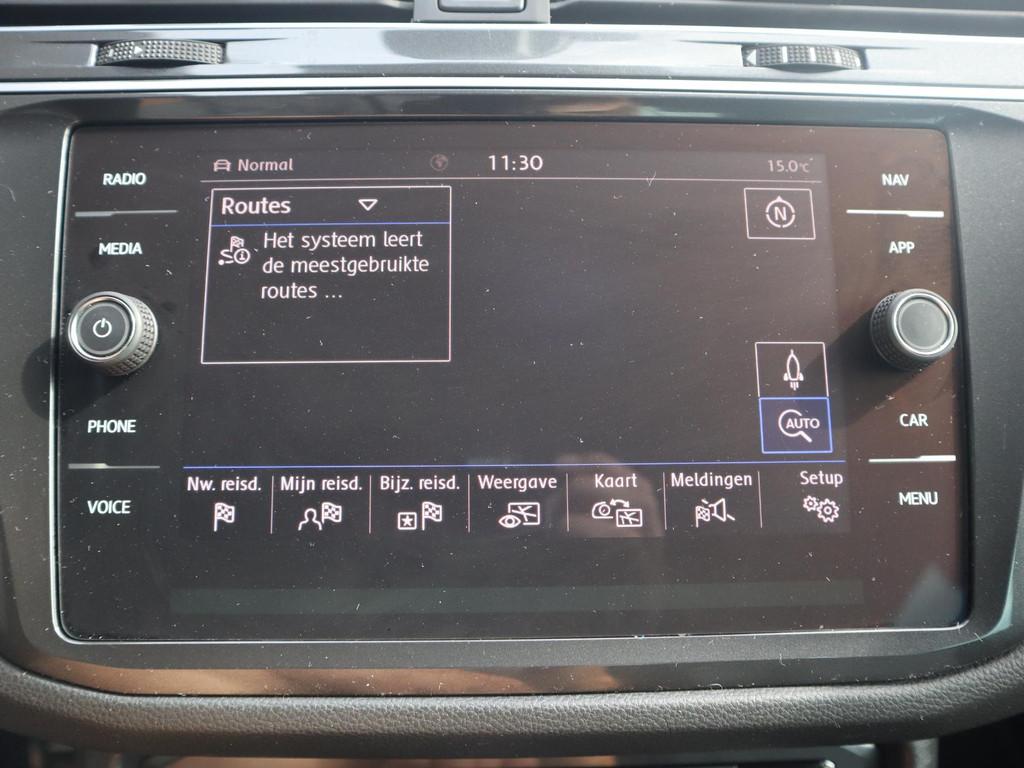 Normal
11:30
15.0°C
RADIO
MEDIA
PHONE
VOICE
Routes
Het systeem leert
de meestgebruikte
routes ...
N
AUTO
NAV
APP
CAR
MENU
Nw. reisd.
Mijn reisd.
Bijz. reisd.
Weergave
Kaart
Meldingen
Setup